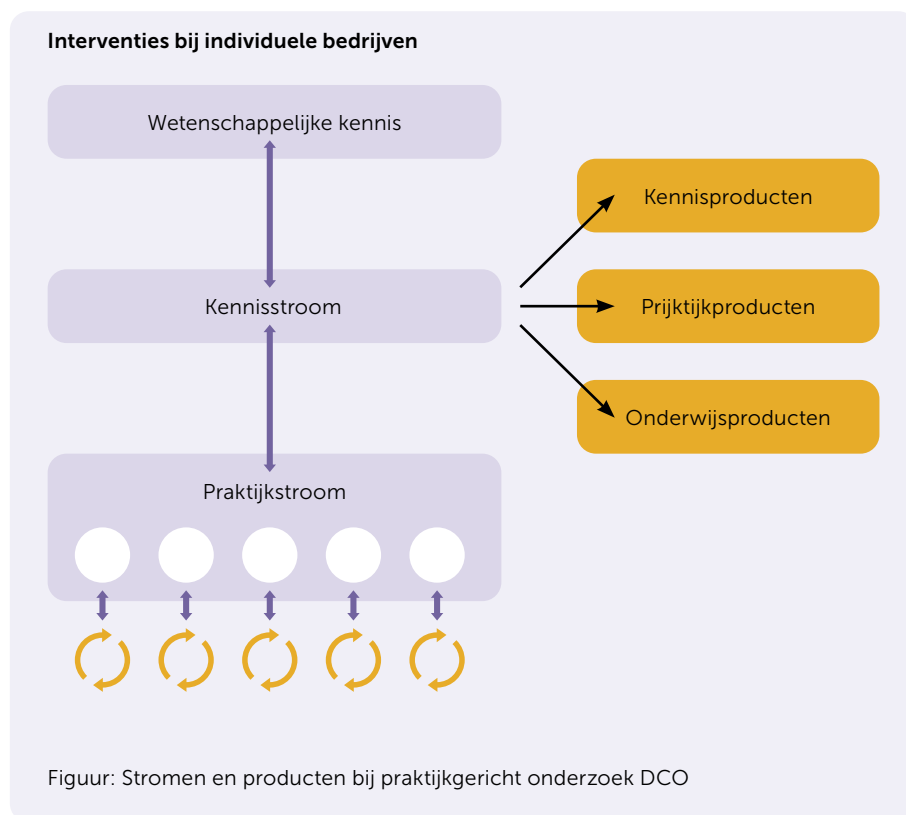 Interventies bij individuele bedrijven
Wetenschappelijke kennis
Kennisproducten
Kennisstroom
Prijktijkproducten
Onderwijsproducten
Praktijkstroom
Figuur: Stromen en producten bij praktijkgericht onderzoek DCO